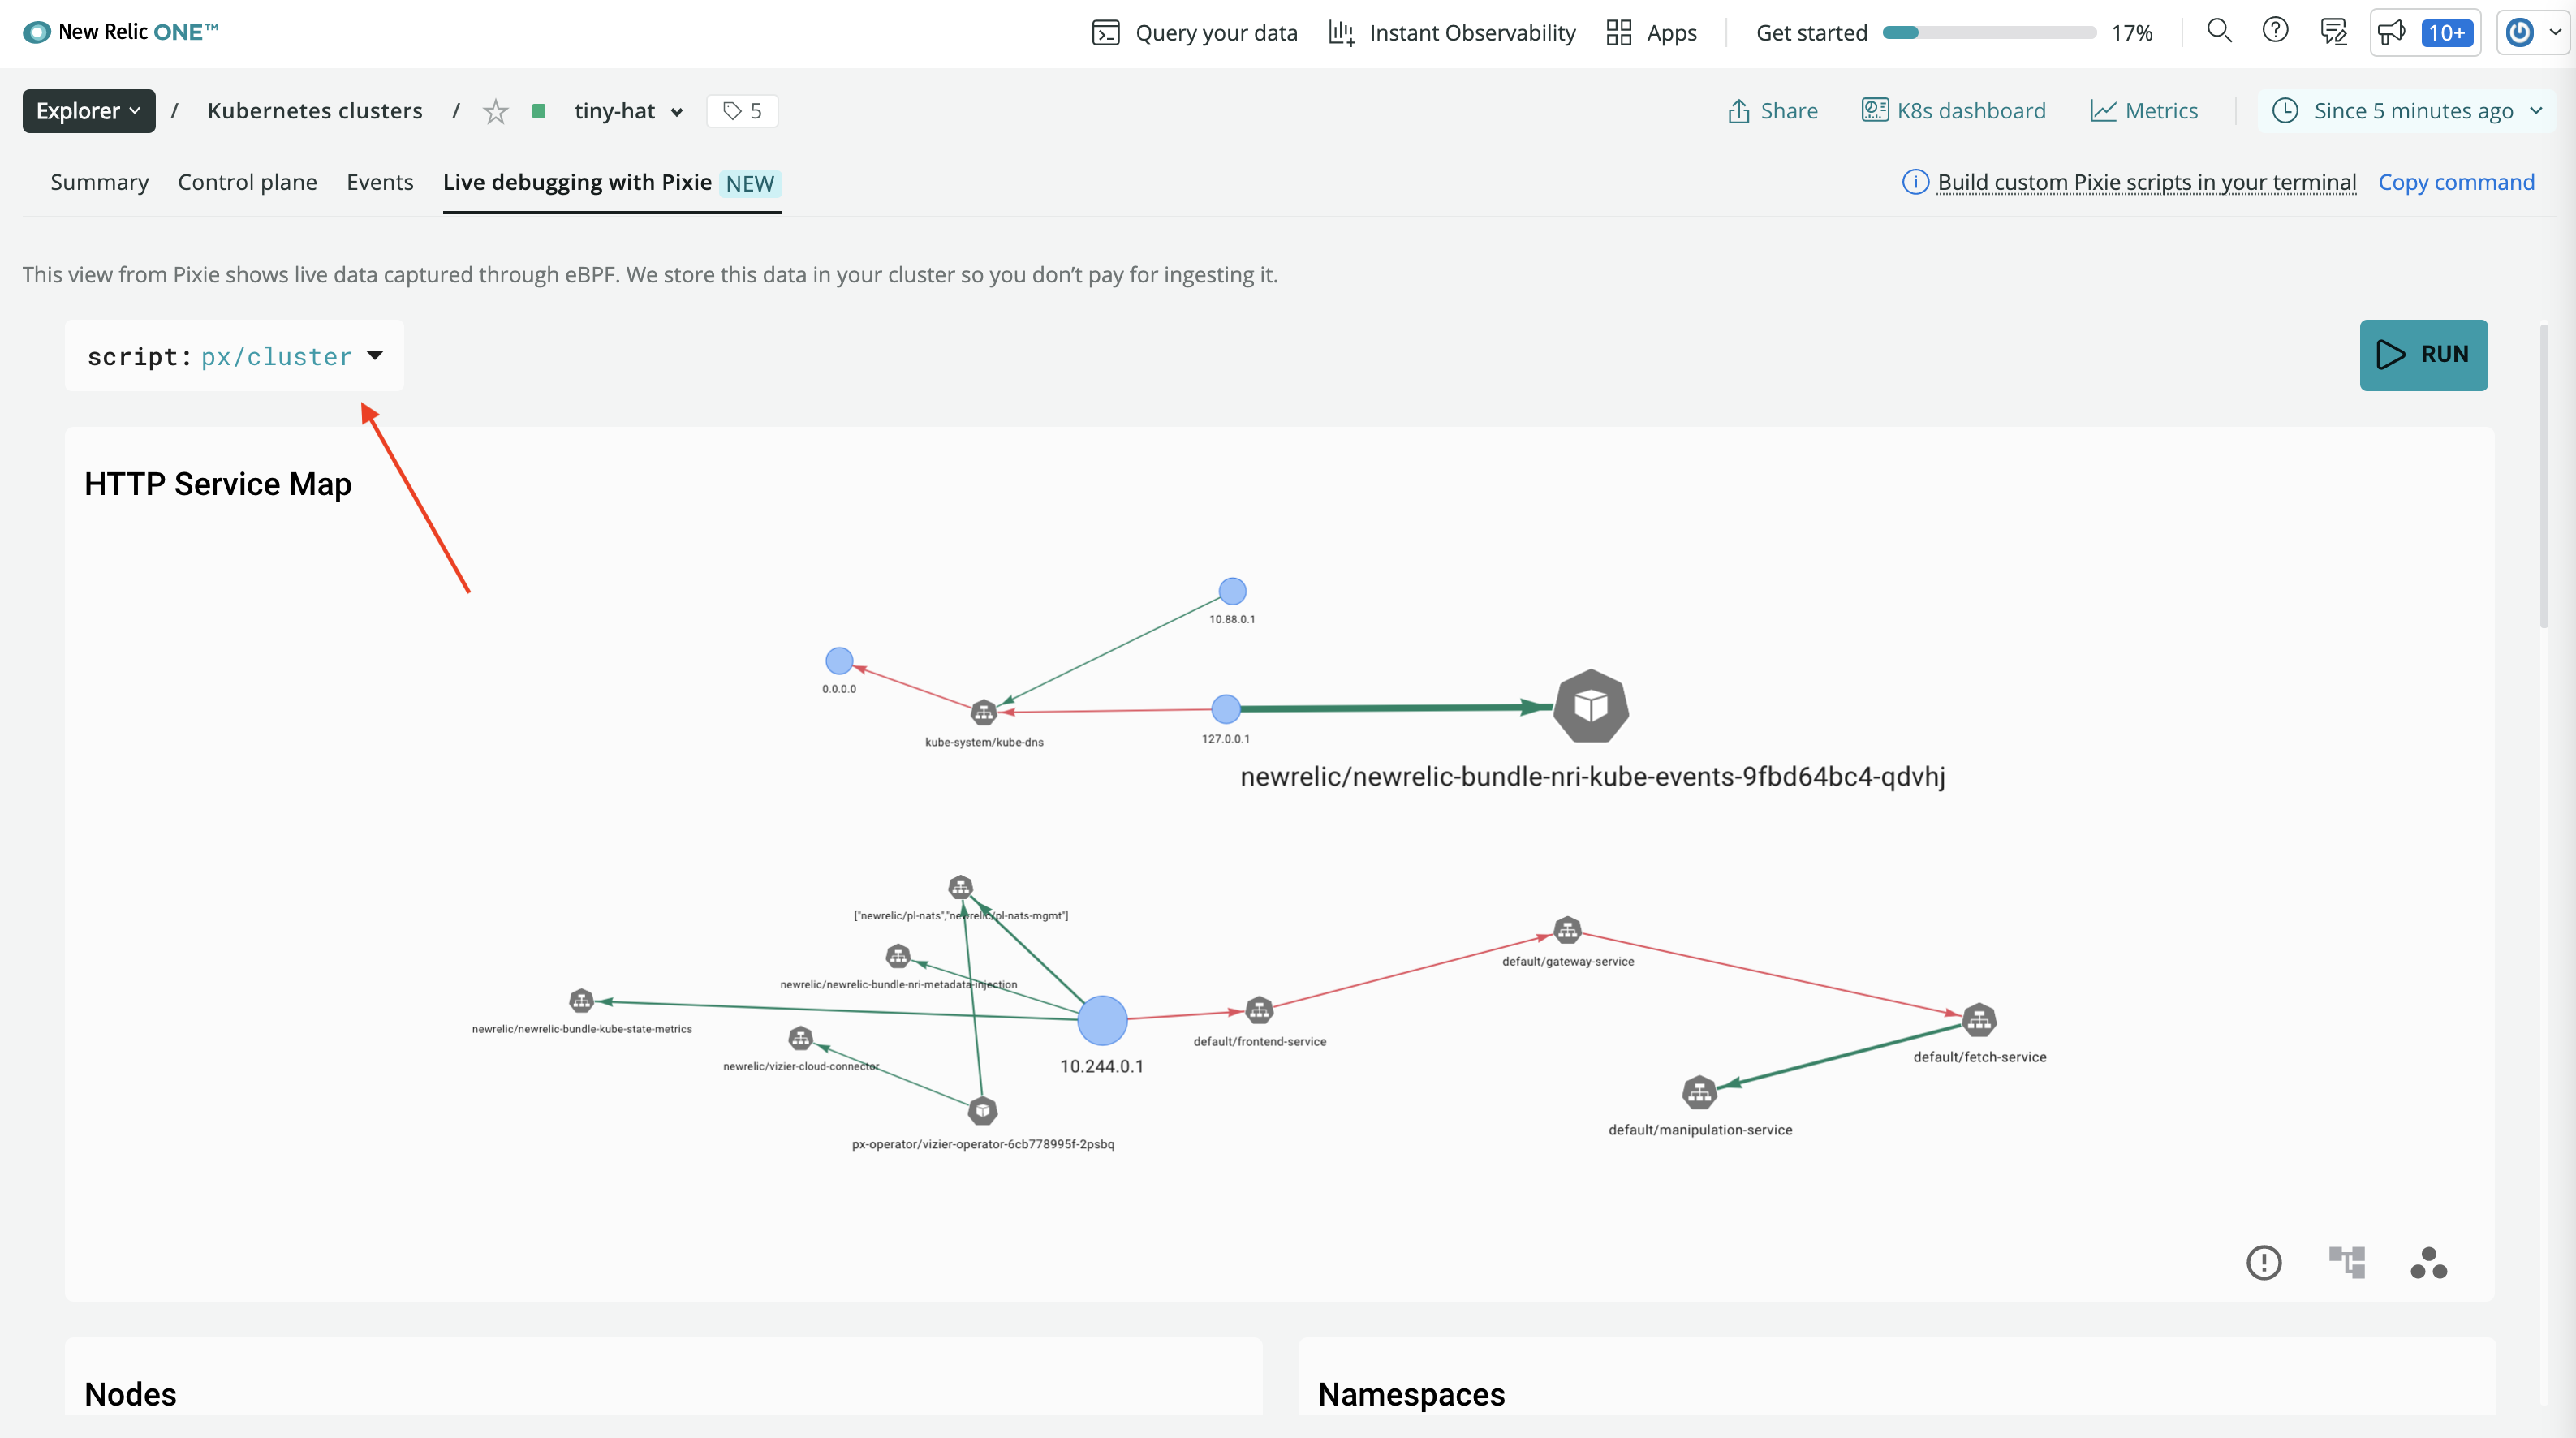 New Relic ONE™
Query your data
Instant Observability
Apps
Get started
17%
10+
Explorer / Kubernetes clusters / tiny-hat
5
Share
K8s dashboard
Metrics
Since 5 minutes ago
Summary
Control plane
Events
Live debugging with Pixie NEW
Build custom Pixie scripts in your terminal
Copy command
This view from Pixie shows live data captured through eBPF. We store this data in your cluster so you don’t pay for ingesting it.
script: px/cluster
RUN
HTTP Service Map
10.88.0.1
0.0.0.0
kube-system/kube-dns
127.0.0.1
newrelic/newrelic-bundle-nri-kube-events-9fbd64bc4-qdvhj
["newrelic/pl-nats","newrelic/pl-nats-mgmt"]
default/gateway-service
newrelic/newrelic-bundle-nri-metadata-injection
newrelic/newrelic-bundle-kube-state-metrics
default/frontend-service
default/fetch-service
newrelic/vizier-cloud-connector
10.244.0.1
default/manipulation-service
px-operator/vizier-operator-6cb778995f-2psbq
Nodes
Namespaces